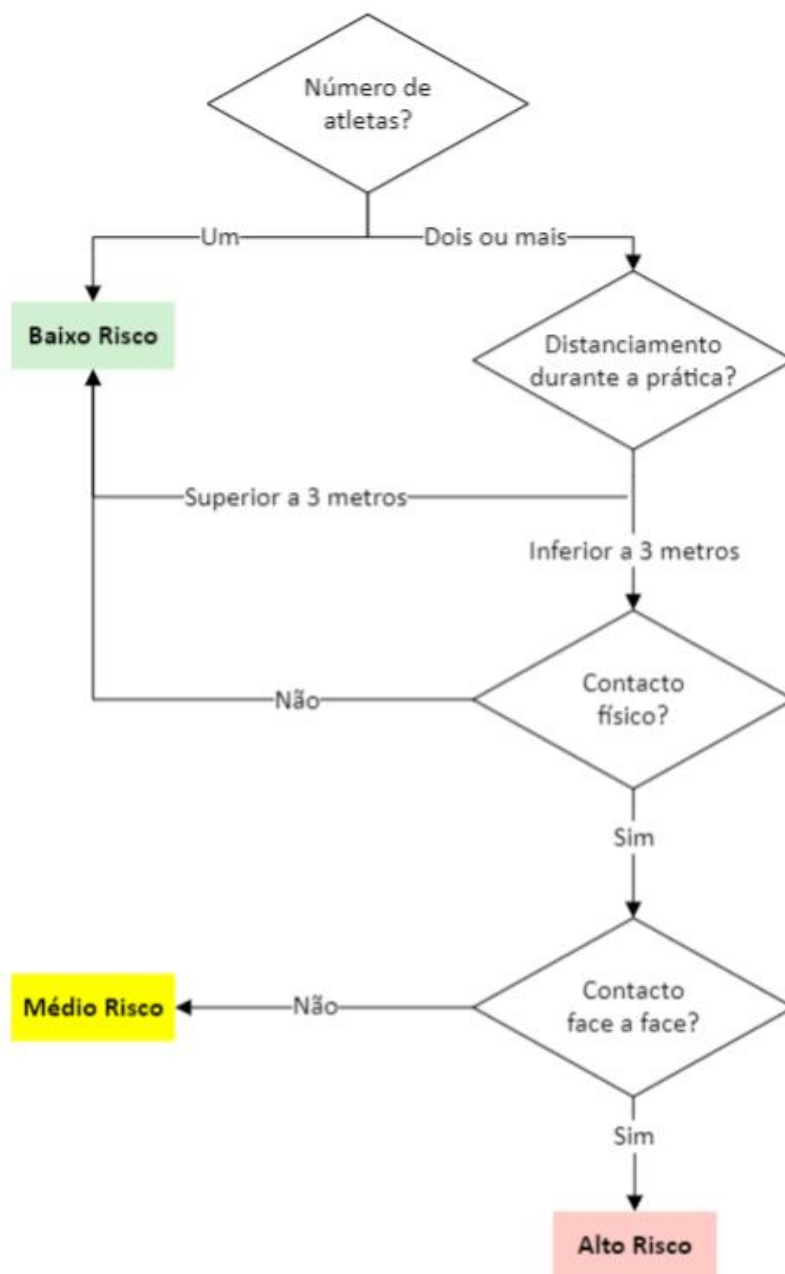 Número de
atletas?
Um
Dois ou mais
Baixo Risco
Distanciamento
durante a prática?
Superior a 3 metros
Inferior a 3 metros
Contacto
físico?
Não
Sim
Contacto
face a face?
Médio Risco
Não
Sim
Alto Risco